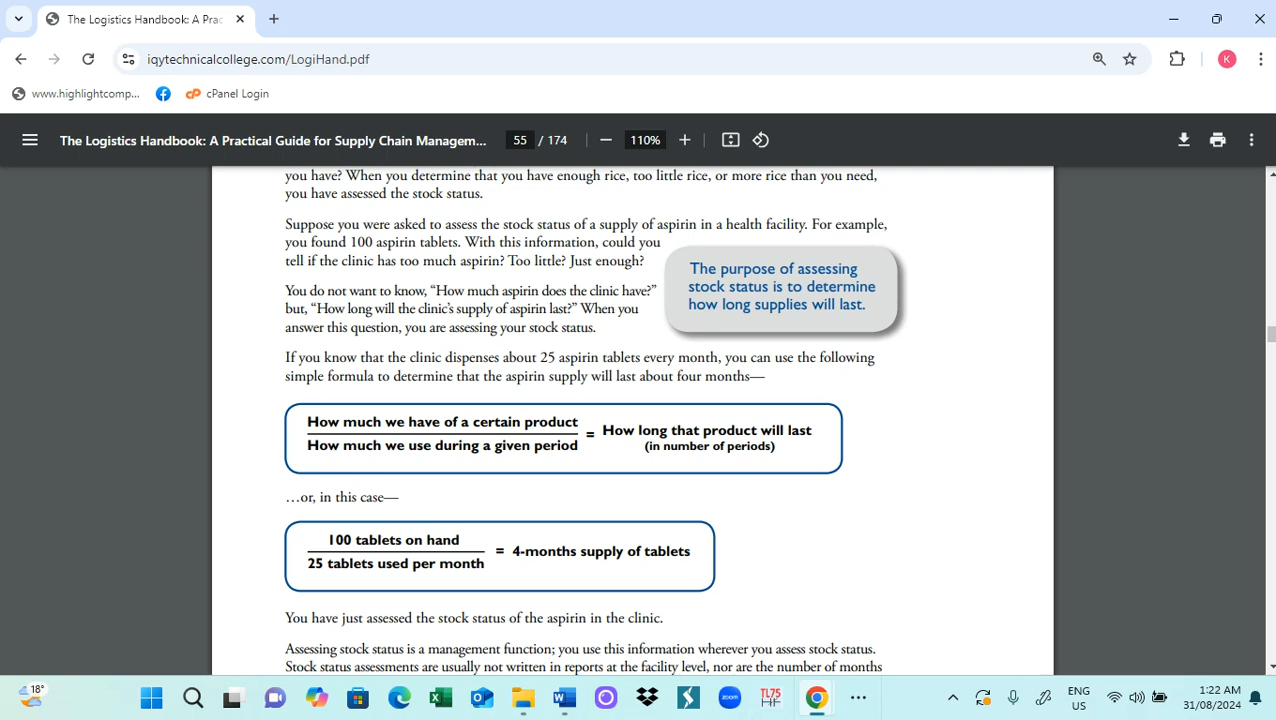 The Logistics Handbook: A Prac
iqytechnicalcollege.com/LogiHand.pdf
K
www.highlightcomp...
cPanel Login
The Logistics Handbook: A Practical Guide for Supply Chain Managem...
55 / 174
110%
you have? When you determine that you have enough rice, too little rice, or more rice than you need,
you have assessed the stock status.
Suppose you were asked to assess the stock status of a supply of aspirin in a health facility. For example,
you found 100 aspirin tablets. With this information, could you
tell if the clinic has too much aspirin? Too little? Just enough?
You do not want to know, “How much aspirin does the clinic have?”
but, “How long will the clinic’s supply of aspirin last?” When you
answer this question, you are assessing your stock status.
The purpose of assessing
stock status is to determine
how long supplies will last.
If you know that the clinic dispenses about 25 aspirin tablets every month, you can use the following
simple formula to determine that the aspirin supply will last about four months—
How much we have of a certain product
How much we use during a given period
= How long that product will last
(in number of periods)
…or, in this case—
100 tablets on hand
25 tablets used per month
= 4-months supply of tablets
You have just assessed the stock status of the aspirin in the clinic.
Assessing stock status is a management function; you use this information wherever you assess stock status.
Stock status assessments are usually not written in reports at the facility level, nor are the number of months
18°
zoom
TL75
ENG
US
1:22 AM
31/08/2024